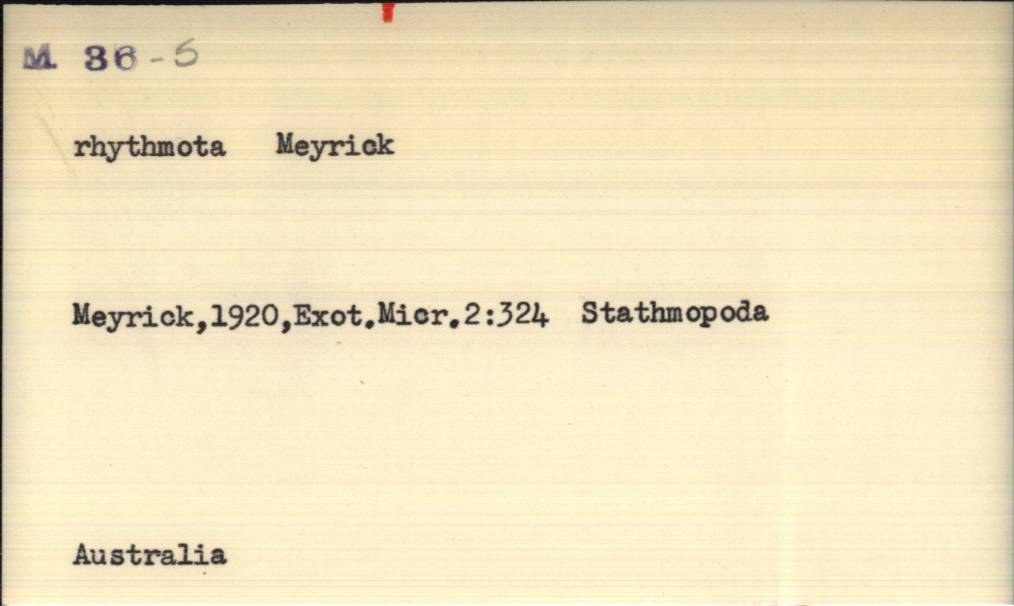 M. 36 - 5
rhythmota Meyrick
Meyrick,1920,Exot.Micr.2:324 Stathmopoda
Australia